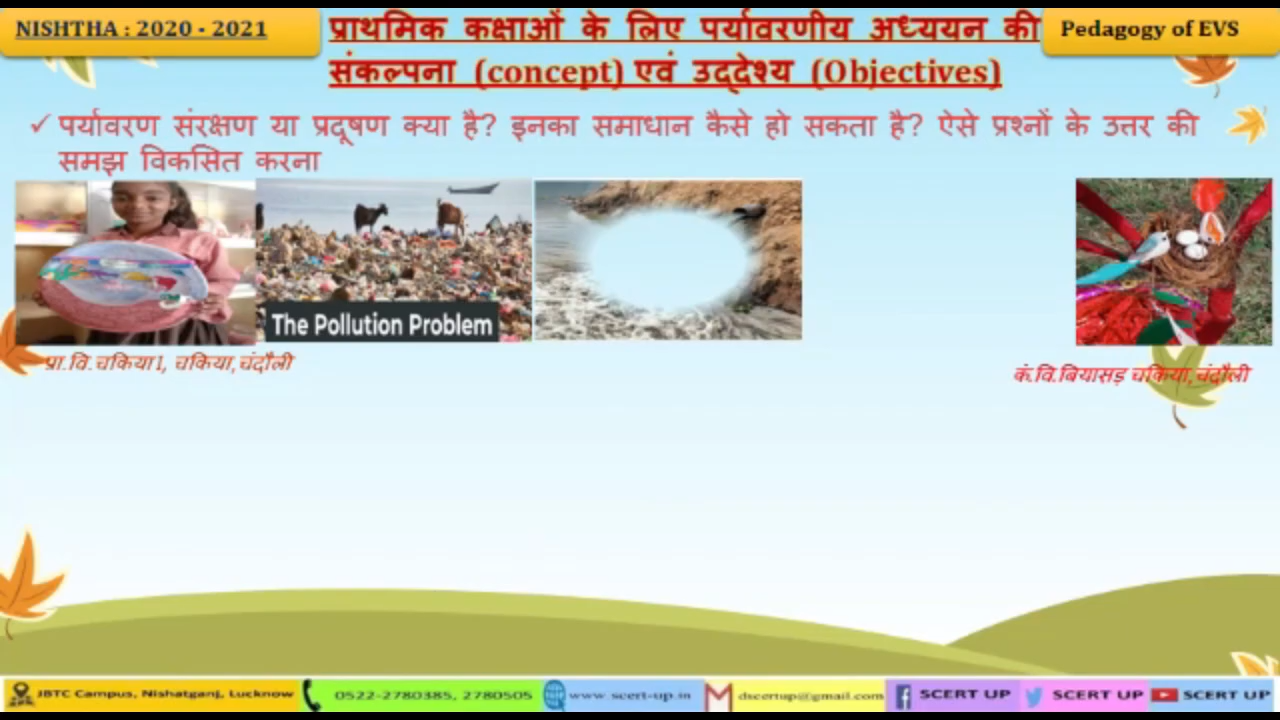 NISHTHA : 2020 - 2021
प्राथमिक कक्षाओं के लिए पर्यावरणीय अध्ययन की
संकल्पना (concept) एवं उद्देश्य (Objectives)
Pedagogy of EVS
✓ पर्यावरण संरक्षण या प्रदूषण क्या है? इनका समाधान कैसे हो सकता है? ऐसे प्रश्नों के उत्तर की
समझ विकसित करना
The Pollution Problem
प्रा.वि.चकिया1, चकिया,चंदौली
कं.वि.बियासड़ चकिया,चंदौली
JBTC Campus, Nishatganj, Lucknow
0522-2780385, 2780505
www.scert-up.in
dscertup@gmail.com
SCERT UP
SCERT UP
SCERT UP